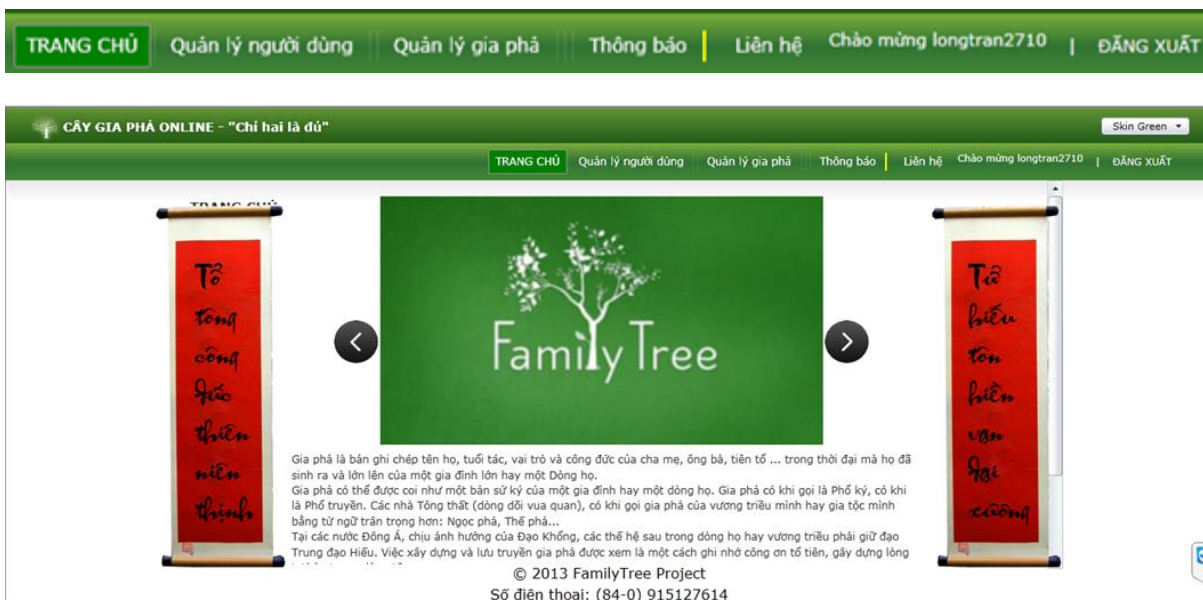 TRANG CHỦ Quản lý người dùng Quản lý gia phả Thông báo Liên hệ Chào mừng longtran2710 | ĐĂNG XUẤT
CÂY GIA PHẢ ONLINE - "Chỉ hai là đủ"
Skin Green
TRANG CHỦ Quản lý người dùng Quản lý gia phả Thông báo Liên hệ Chào mừng longtran2710 | ĐĂNG XUẤT
TRANG CHỦ
Tổ
tông
công
đức
thiên
niên
thịnh
Family Tree
Tử
hiếu
tôn
hiền
vạn
đại
xương
Gia phả là bản ghi chép tên họ, tuổi tác, vai trò và công đức của cha mẹ, ông bà, tiên tổ ... trong thời đại mà họ đã
sinh ra và lớn lên của một gia đình lớn hay một Dòng họ.
Gia phả có thể được coi như một bản sử ký của một gia đình hay một dòng họ. Gia phả có khi gọi là Phổ ký, có khi
là Phổ truyền. Các nhà Tông thất (dòng dõi vua quan), có khi gọi gia phả của vương triều mình hay gia tộc mình
bằng từ ngữ trân trọng hơn: Ngọc phả, Thế phả...
Tại các nước Đông Á, chịu ảnh hưởng của Đạo Khổng, các thế hệ sau trong dòng họ hay vương triều phải giữ đạo
Trung đạo Hiếu. Việc xây dựng và lưu truyền gia phả được xem là một cách ghi nhớ công ơn tổ tiên, gây dựng lòng
© 2013 FamilyTree Project
Số điện thoại: (84-0) 915127614